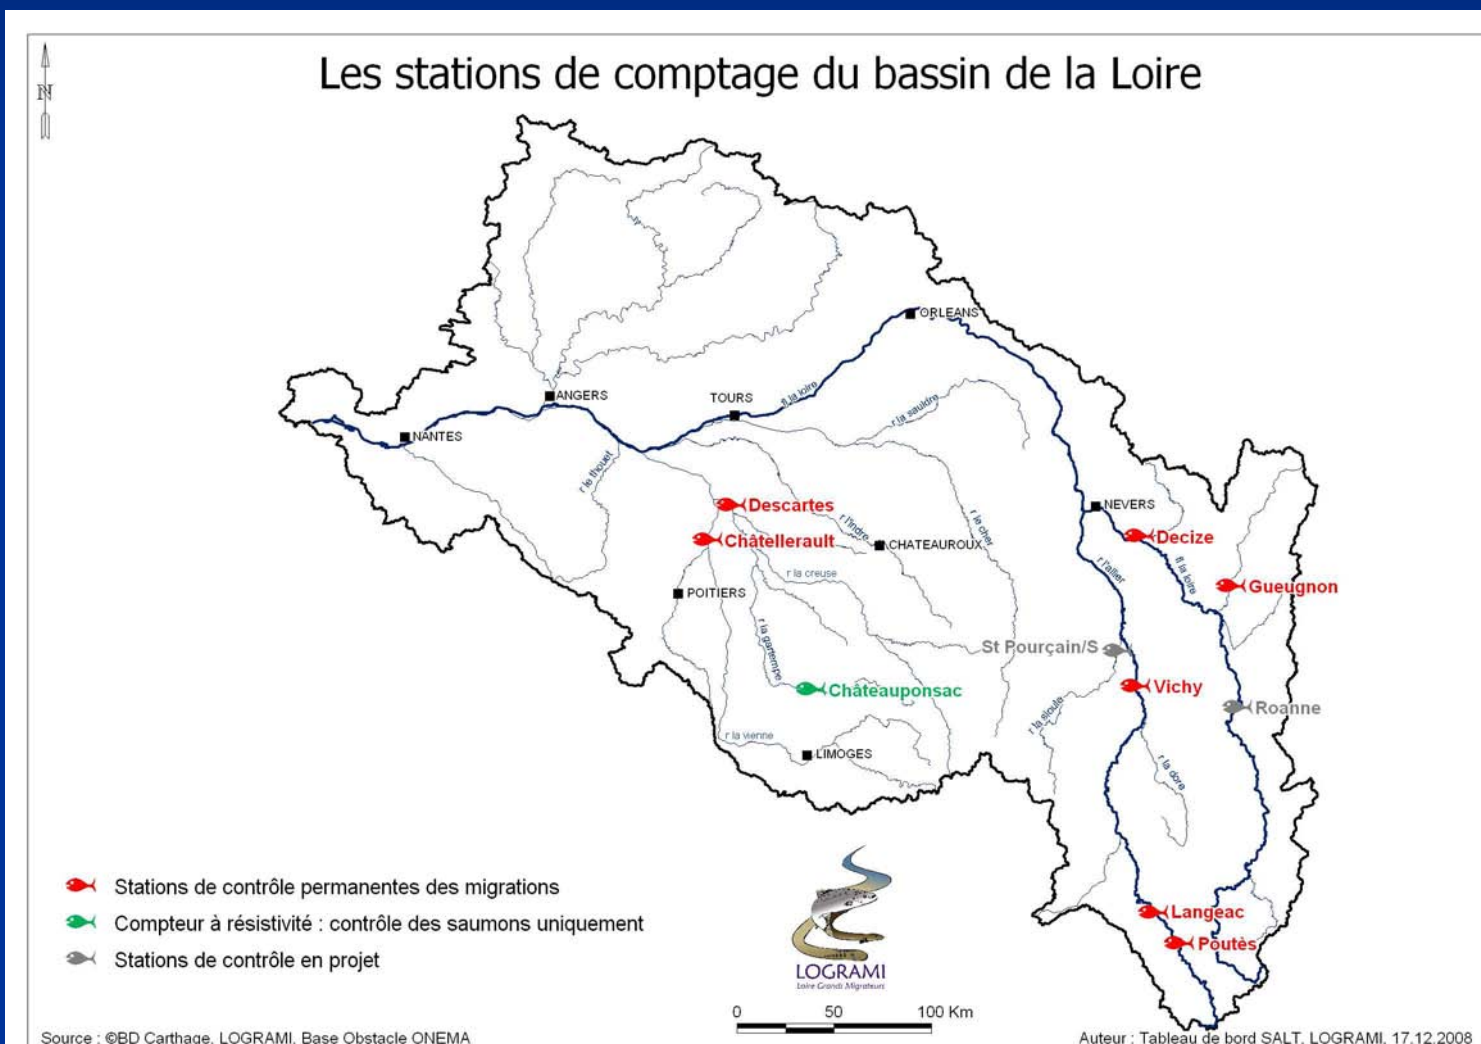 N
Les stations de comptage du bassin de la Loire
ORLEANS
fl la loire
ANGERS
TOURS
r la sauldre
NANTES
r le thouet
Descartes
r l'Indre
r le cher
NEVERS
Châtellerault
CHATEAUROUX
Decize
r l'allier
fl la loire
r la creuse
Gueugnon
POITIERS
r la gartempe
St Pourçain/S
Châteauponsac
Vichy
Roanne
r la sioule
r la vienne
LIMOGES
r la dore
Stations de contrôle permanentes des migrations
Compteur à résistivité : contrôle des saumons uniquement
Stations de contrôle en projet
Langeac
Poutès
LOGRAMI
Loire Grands Migrateurs
0 50 100 Km
Source : ©BD Carthage, LOGRAMI, Base Obstacle ONEMA
Auteur : Tableau de bord SALT, LOGRAMI, 17.12.2008